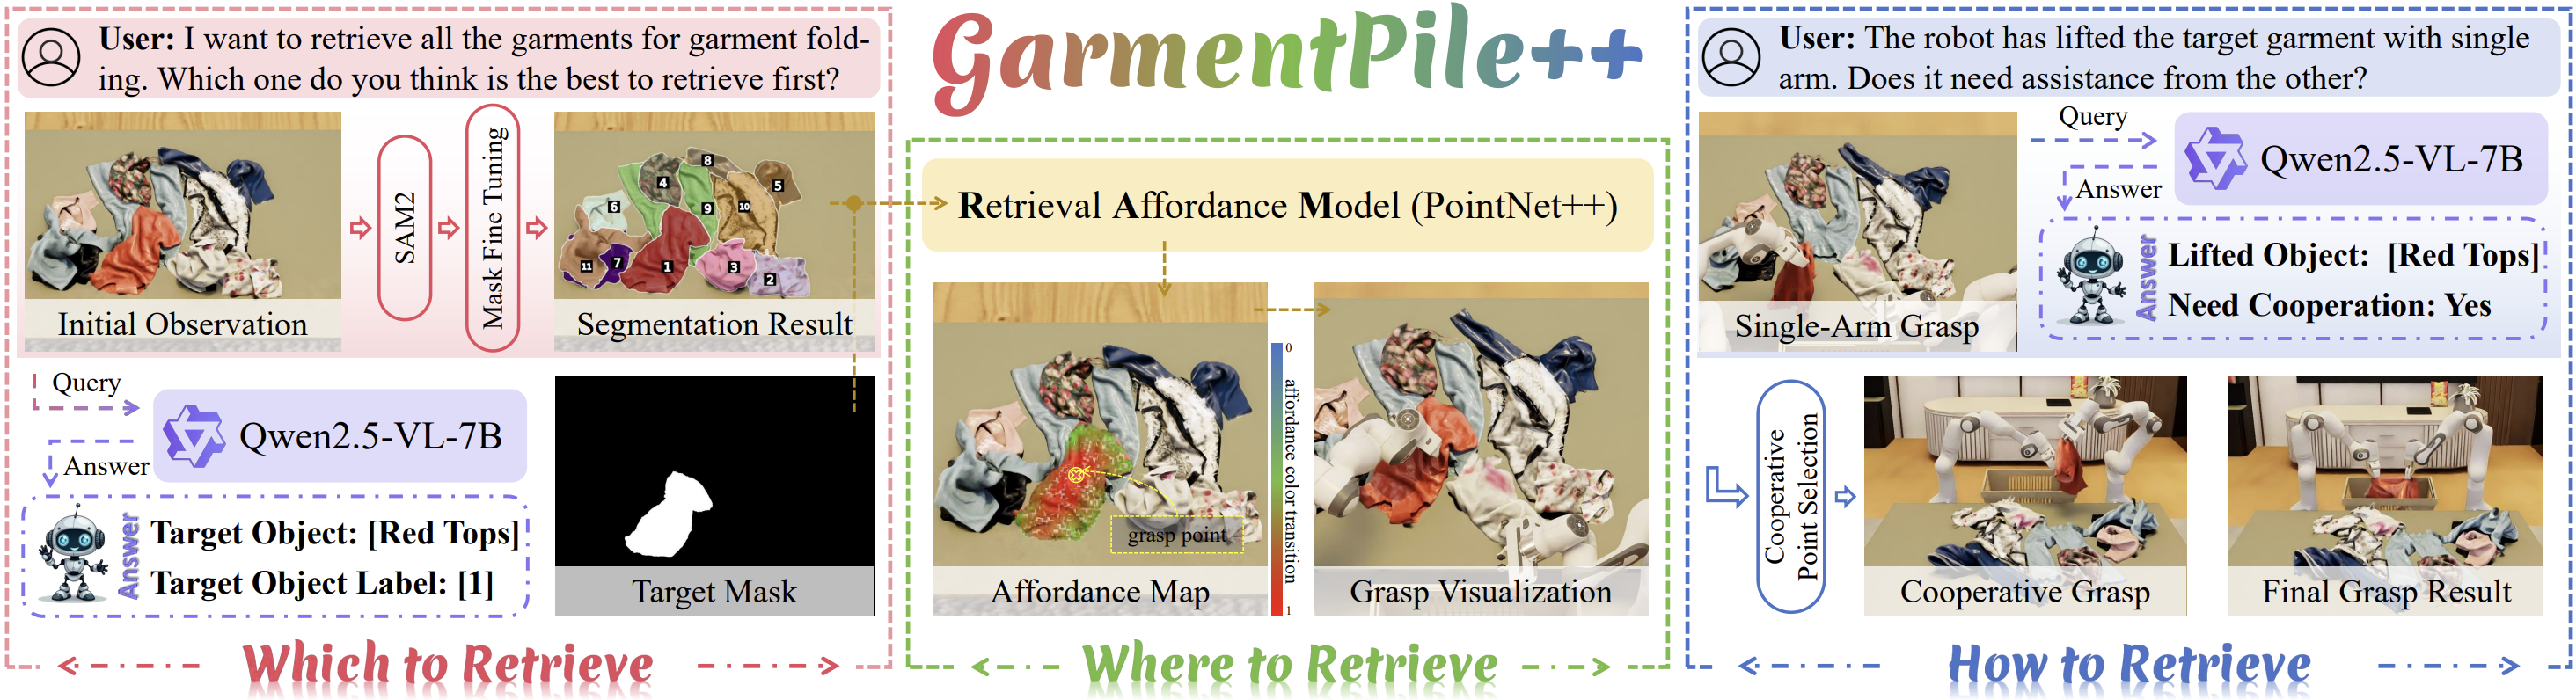 User: I want to retrieve all the garments for garment fold-
ing. Which one do you think is the best to retrieve first?
Initial Observation
SAM2
Mask Fine Tuning
8
4
5
6
9
10
11
7
1
3
2
Segmentation Result
Query
Qwen2.5-VL-7B
Answer
Answer
Target Object: [Red Tops]
Target Object Label: [1]
Target Mask
Which to Retrieve
GarmentPile++
Retrieval Affordance Model (PointNet++)
grasp point
Affordance Map
0
affordance color transition
1
Grasp Visualization
Where to Retrieve
User: The robot has lifted the target garment with single
arm. Does it need assistance from the other?
Single-Arm Grasp
Query
Qwen2.5-VL-7B
Answer
Answer
Lifted Object: [Red Tops]
Need Cooperation: Yes
Cooperative
Point Selection
Cooperative Grasp
Final Grasp Result
How to Retrieve